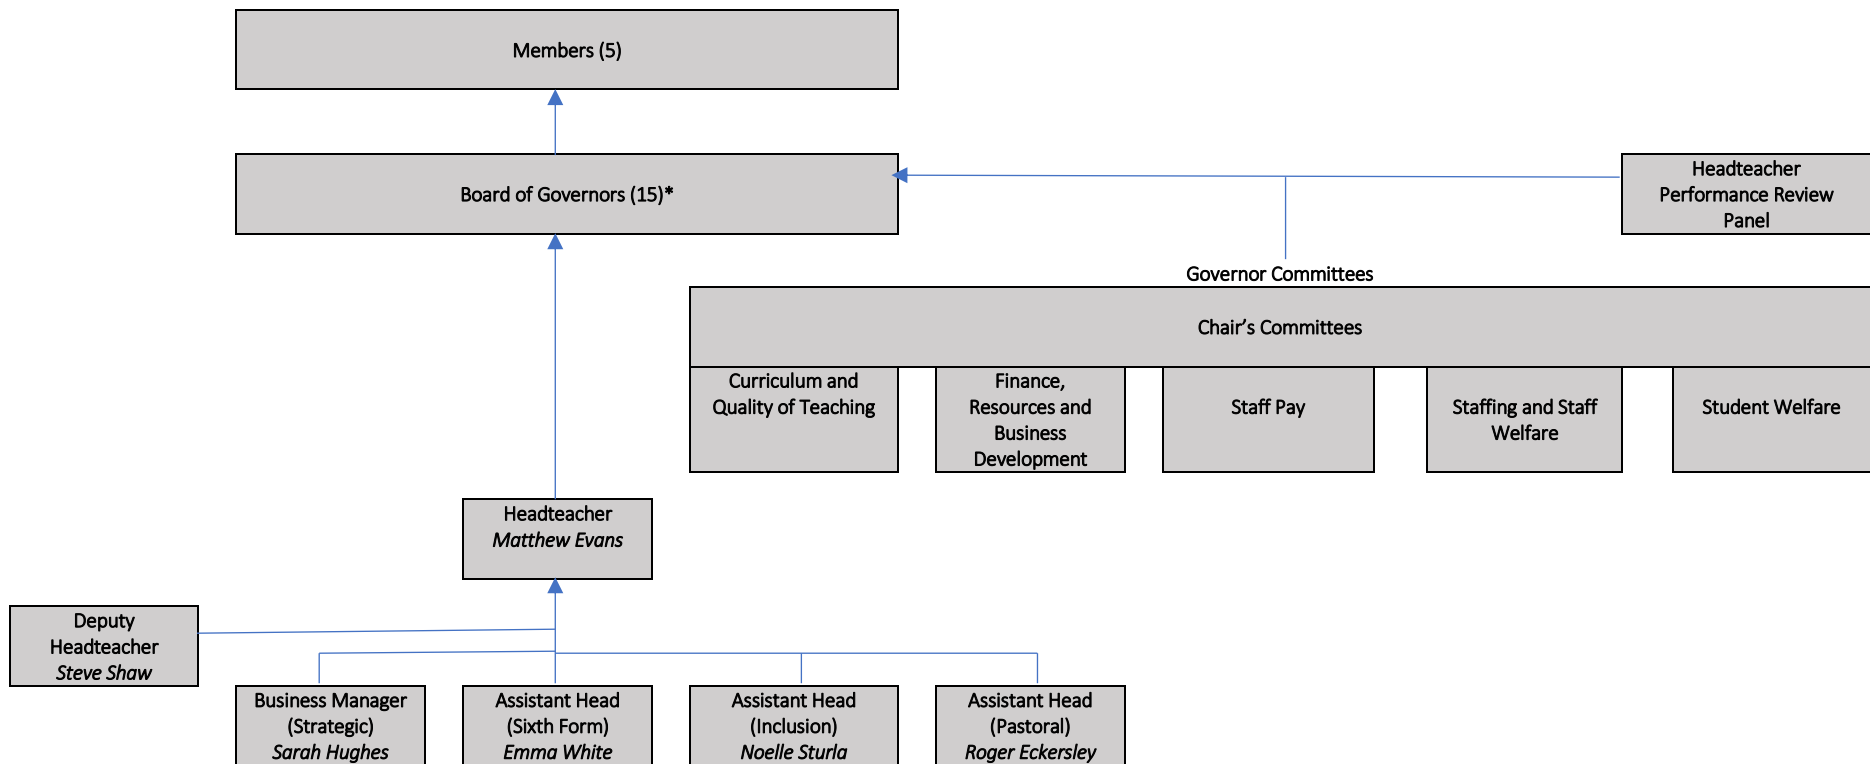 Members (5)
Board of Governors (15)*
Headteacher
Performance Review
Panel
Governor Committees
Chair’s Committees
Curriculum and
Quality of Teaching
Finance,
Resources and
Business
Development
Staff Pay
Staffing and Staff
Welfare
Student Welfare
Headteacher
Matthew Evans
Deputy
Headteacher
Steve Shaw
Business Manager
(Strategic)
Sarah Hughes
Assistant Head
(Sixth Form)
Emma White
Assistant Head
(Inclusion)
Noelle Sturla
Assistant Head
(Pastoral)
Roger Eckersley